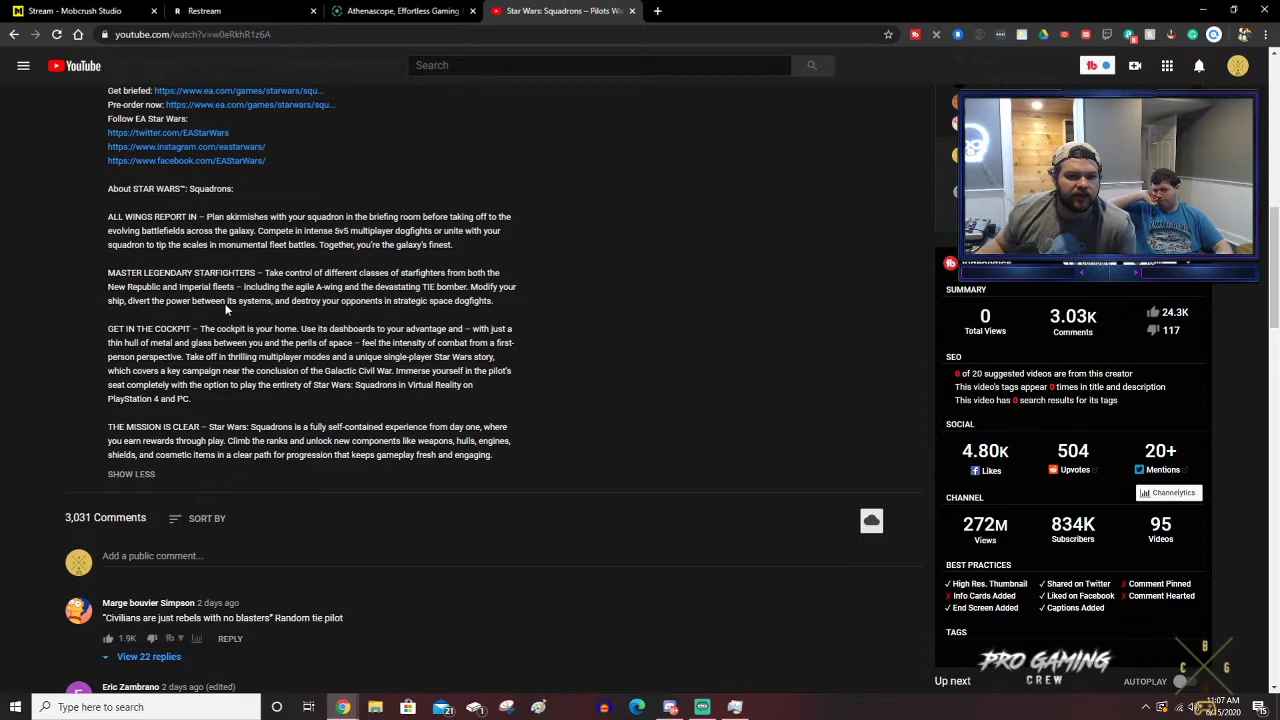 Stream - Mobcrush Studio
Restream
Athenascope, Effortless Gaming
Star Wars: Squadrons – Pilots W
youtube.com/watch?v=w0eRkhR1z6A
YouTube
Search
Get briefed: https://www.ea.com/games/starwars/squ...
Pre-order now: https://www.ea.com/games/starwars/squ...
Follow EA Star Wars:
https://twitter.com/EAStarWars
https://www.instagram.com/eastarwars/
https://www.facebook.com/EAStarWars/
About STAR WARS™: Squadrons:
ALL WINGS REPORT IN – Plan skirmishes with your squadron in the briefing room before taking off to the
evolving battlefields across the galaxy. Compete in intense 5v5 multiplayer dogfights or unite with your
squadron to tip the scales in monumental fleet battles. Together, you're the galaxy's finest.
MASTER LEGENDARY STARFIGHTERS – Take control of different classes of starfighters from both the
New Republic and Imperial fleets – including the agile A-wing and the devastating TIE bomber. Modify your
ship, divert the power between its systems, and destroy your opponents in strategic space dogfights.
GET IN THE COCKPIT – The cockpit is your home. Use its dashboards to your advantage and – with just a
thin hull of metal and glass between you and the perils of space – feel the intensity of combat from a first-
person perspective. Take off in thrilling multiplayer modes and a unique single-player Star Wars story,
which covers a key campaign near the conclusion of the Galactic Civil War. Immerse yourself in the pilot's
seat completely with the option to play the entirety of Star Wars: Squadrons in Virtual Reality on
PlayStation 4 and PC.
THE MISSION IS CLEAR – Star Wars: Squadrons is a fully self-contained experience from day one, where
you earn rewards through play. Climb the ranks and unlock new components like weapons, hulls, engines,
shields, and cosmetic items in a clear path for progression that keeps gameplay fresh and engaging.
SHOW LESS
3,031 Comments
SORT BY
Add a public comment...
Marge bouvier Simpson 2 days ago
“Civilians are just rebels with no blasters” Random tie pilot
1.9K
REPLY
View 22 replies
Eric Zambrano 2 days ago (edited)
SUMMARY
0
Total Views
3.03K
Comments
24.3K
117
SEO
0 of 20 suggested videos are from this creator
This video's tags appear 0 times in title and description
This video has 0 search results for its tags
SOCIAL
4.80K
Likes
504
Upvotes
20+
Mentions
CHANNEL
Channelytics
272M
Views
834K
Subscribers
95
Videos
BEST PRACTICES
✓ High Res. Thumbnail
✓ Shared on Twitter
✗ Comment Pinned
✗ Info Cards Added
✓ Liked on Facebook
✗ Comment Hearted
✓ End Screen Added
✓ Captions Added
TAGS
PRO GAMING
CREW
B
C G
Up next
AUTOPLAY
Type here to search
11:07 AM
6/15/2020